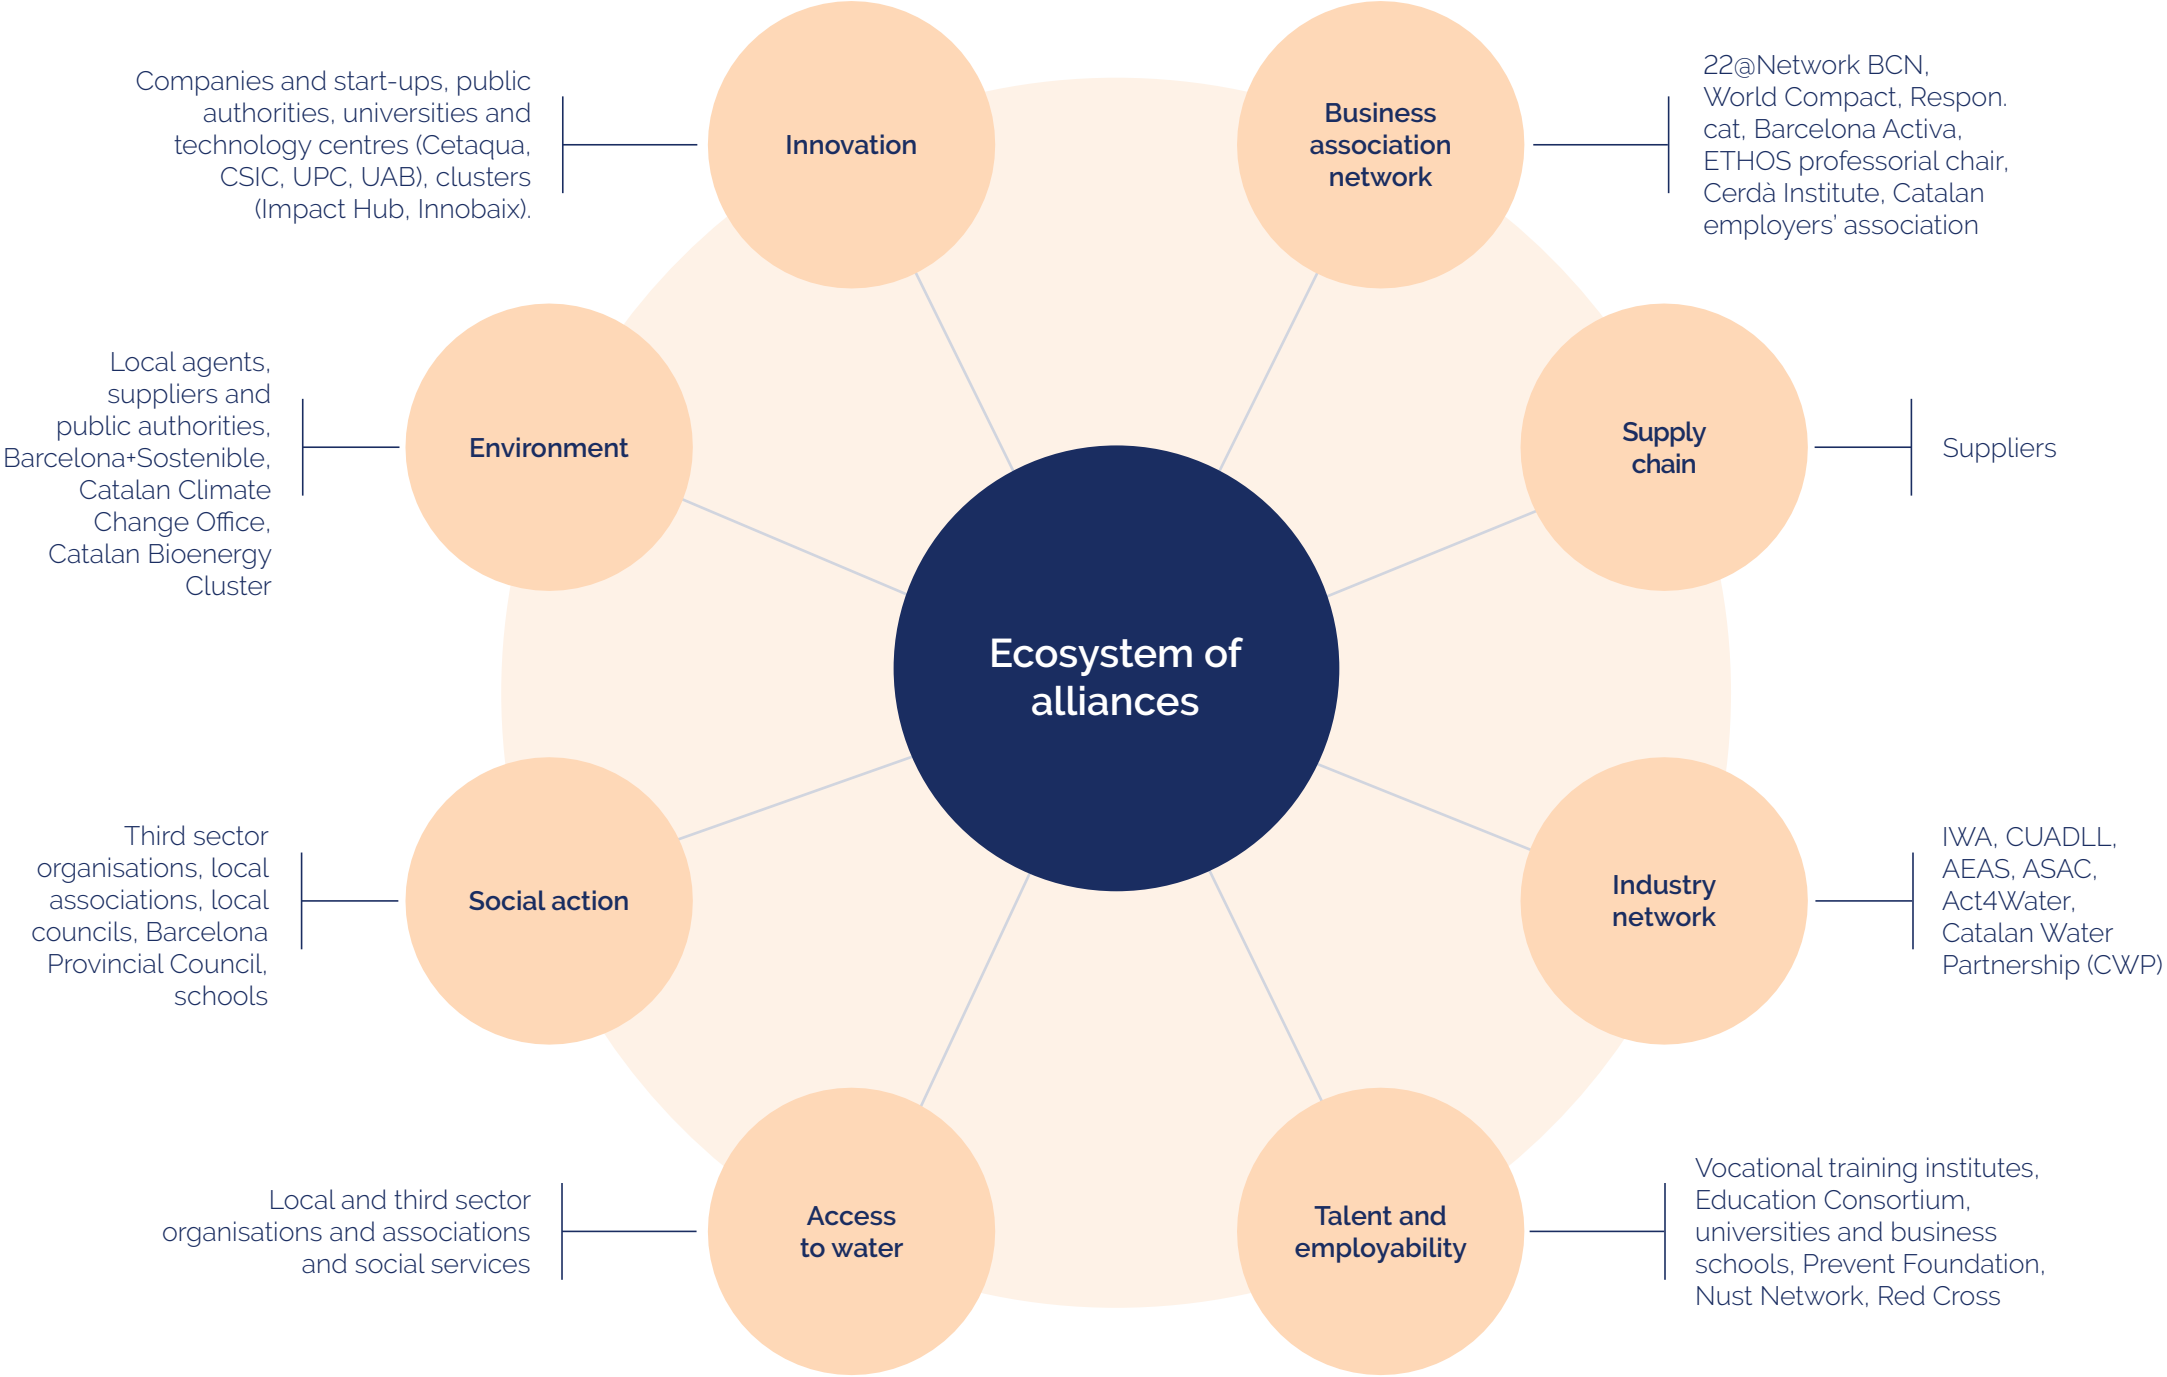 Companies and start-ups, public
authorities, universities and
technology centres (Cetaqua,
CSIC, UPC, UAB), clusters
(Impact Hub, Innobaix).
Innovation
Business
association
network
22@Network BCN,
World Compact, Respon.
cat, Barcelona Activa,
ETHOS professorial chair,
Cerdà Institute, Catalan
employers’ association
Local agents,
suppliers and
public authorities,
Barcelona+Sostenible,
Catalan Climate
Change Office,
Catalan Bioenergy
Cluster
Environment
Supply
chain
Suppliers
Ecosystem of
alliances
Third sector
organisations, local
associations, local
councils, Barcelona
Provincial Council,
schools
Social action
Industry
network
IWA, CUADLL,
AEAS, ASAC,
Act4Water,
Catalan Water
Partnership (CWP)
Local and third sector
organisations and associations
and social services
Access
to water
Talent and
employability
Vocational training institutes,
Education Consortium,
universities and business
schools, Prevent Foundation,
Nust Network, Red Cross